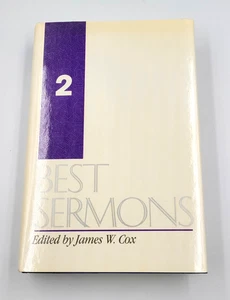 2
BEST
SERMONS
Edited by James W. Cox